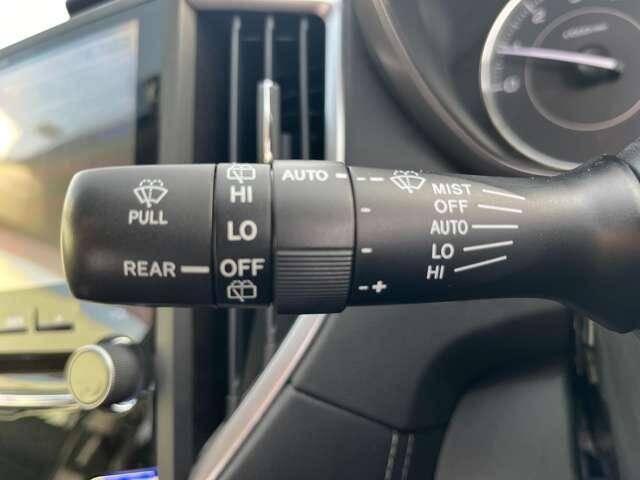 PULL
REAR
HI
LO
OFF
AUTO
- +
MIST
OFF
AUTO
LO
HI